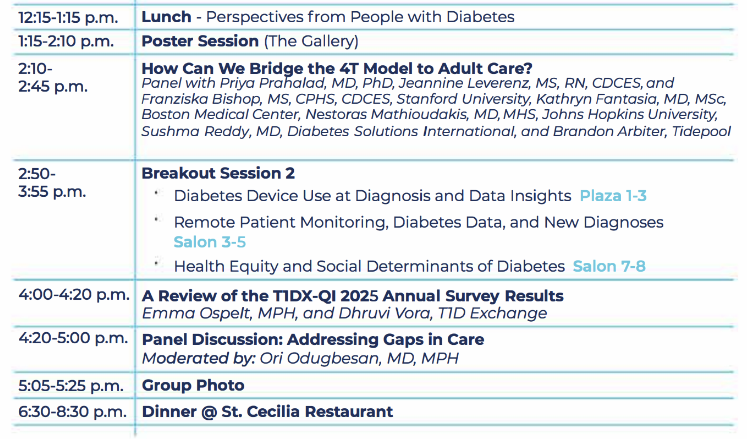 12:15-1:15 p.m. Lunch - Perspectives from People with Diabetes
1:15-2:10 p.m. Poster Session (The Gallery)
2:10-
2:45 p.m.
How Can We Bridge the 4T Model to Adult Care?
Panel with Priya Prahalad, MD, PhD, Jeannine Leverenz, MS, RN, CDCES, and
Franziska Bishop, MS, CPHS, CDCES, Stanford University, Kathryn Fantasia, MD, MSc,
Boston Medical Center, Nestoras Mathioudakis, MD, MHS, Johns Hopkins University,
Sushma Reddy, MD, Diabetes Solutions International, and Brandon Arbiter, Tidepool
2:50-
3:55 p.m.
Breakout Session 2
• Diabetes Device Use at Diagnosis and Data Insights Plaza 1-3
• Remote Patient Monitoring, Diabetes Data, and New Diagnoses
Salon 3-5
• Health Equity and Social Determinants of Diabetes Salon 7-8
4:00-4:20 p.m. A Review of the T1DX-QI 2025 Annual Survey Results
Emma Ospelt, MPH, and Dhruvi Vora, T1D Exchange
4:20-5:00 p.m. Panel Discussion: Addressing Gaps in Care
Moderated by: Ori Odugbesan, MD, MPH
5:05-5:25 p.m. Group Photo
6:30-8:30 p.m. Dinner @ St. Cecilia Restaurant